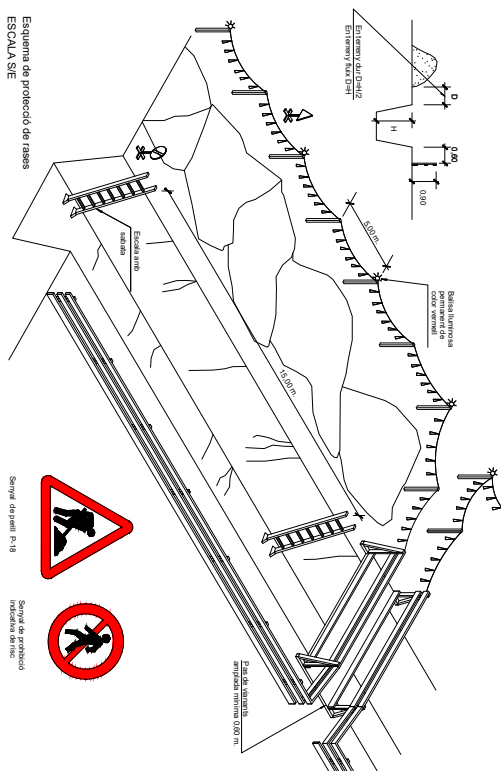 Esquema de protecció de rases
ESCALA S/E
En terreny dur D=H/2
En terreny fluix D=H
D
H
0,60
0,90
5,00 m.
Balisa lluminosa
permanent de
color vermell
Escala amb
sabata
15,00 m.
Pas de vianants
amplada mínima 0,60 m.
Senyal de perill P-18
Senyal de prohibició
indicativa de risc